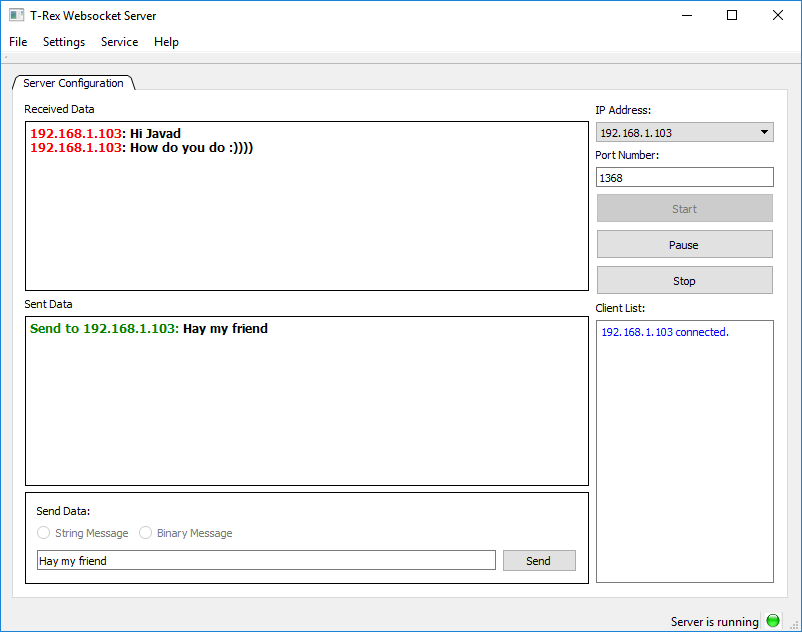 T-Rex Websocket Server
File Settings Service Help
Server Configuration
Received Data
192.168.1.103: Hi Javad
192.168.1.103: How do you do :))))
Sent Data
Send to 192.168.1.103: Hay my friend
Send Data:
String Message Binary Message
Hay my friend Send
IP Address:
192.168.1.103
Port Number:
1368
Start
Pause
Stop
Client List:
192.168.1.103 connected.
Server is running